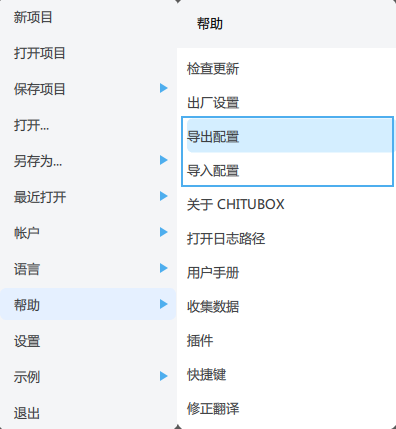 新项目
打开项目
保存项目
打开...
另存为...
最近打开
帐户
语言
帮助
设置
示例
退出
帮助
检查更新
出厂设置
导出配置
导入配置
关于 CHITUBOX
打开日志路径
用户手册
收集数据
插件
快捷键
修正翻译